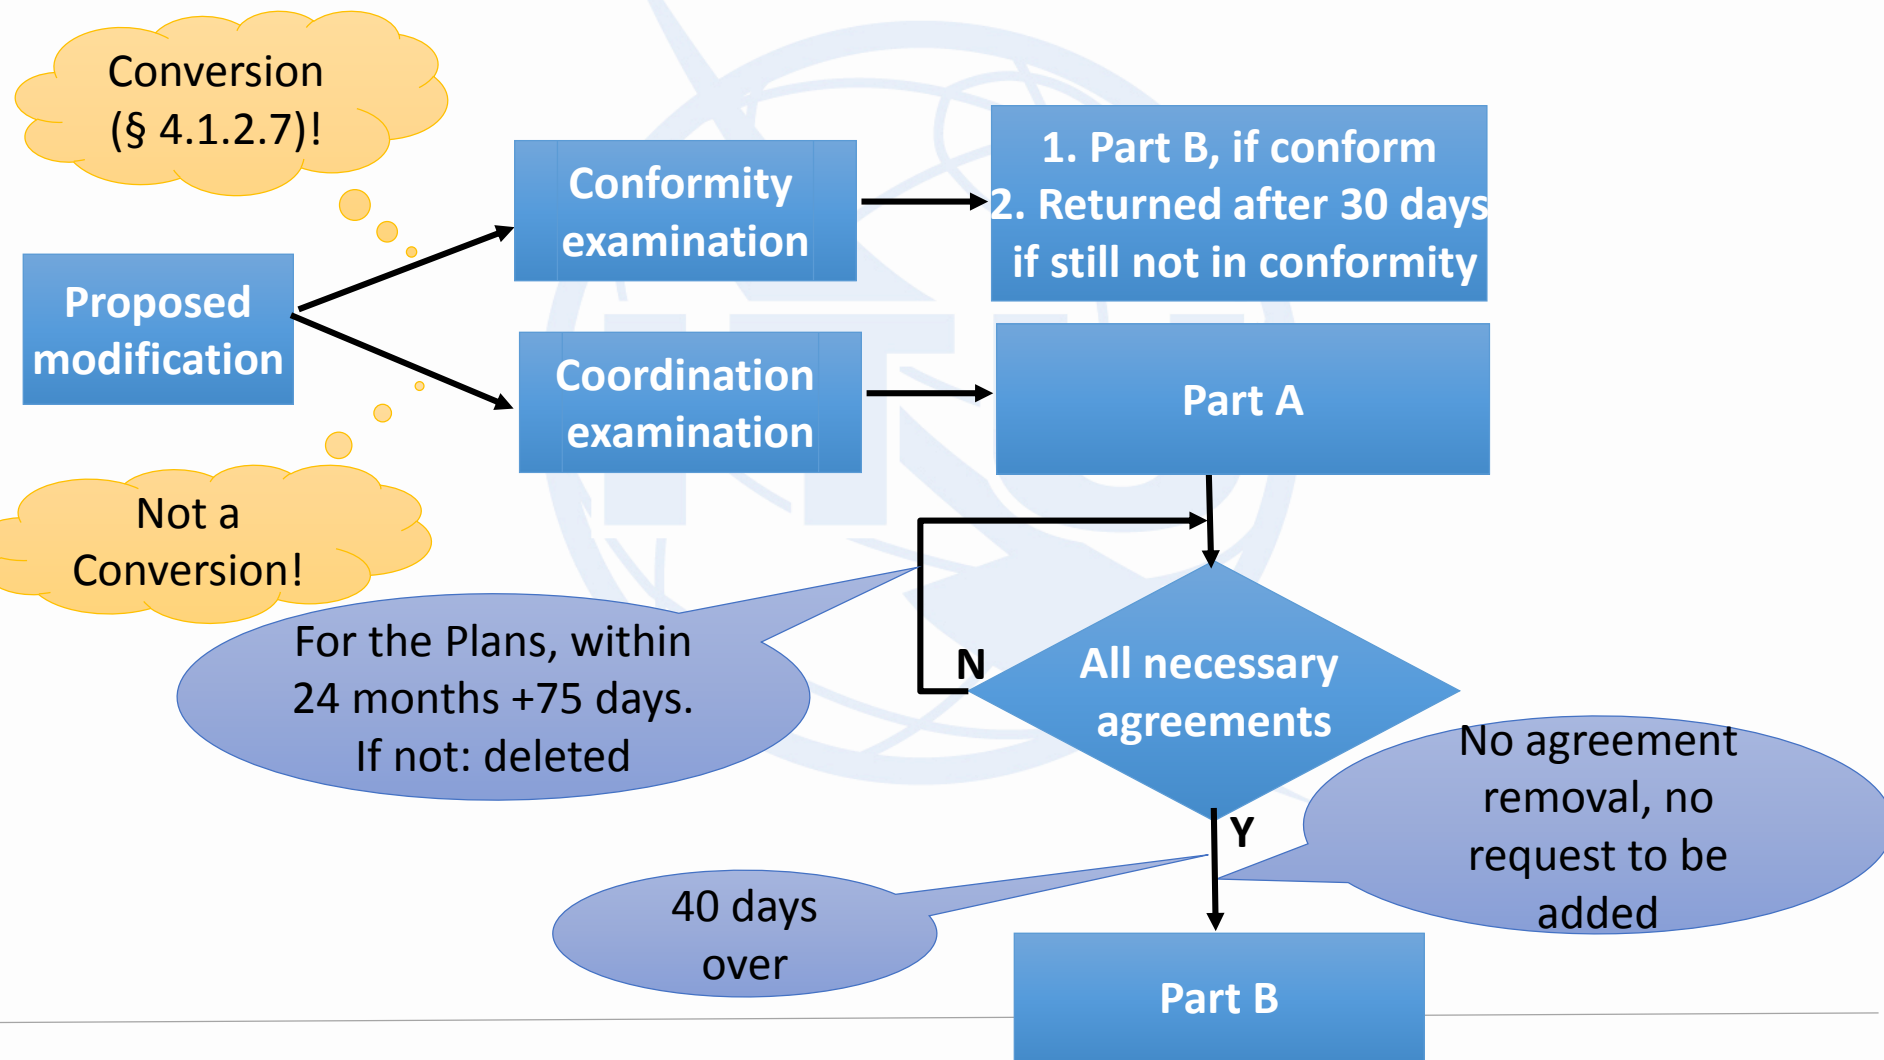 Conversion
(§ 4.1.2.7)!
Conformity
examination
1. Part B, if conform
2. Returned after 30 days
if still not in conformity
Proposed
modification
Coordination
examination
Part A
Not a
Conversion!
For the Plans, within
24 months +75 days.
If not: deleted
N
All necessary
agreements
No agreement
removal, no
request to be
added
Y
40 days
over
Part B
ITU